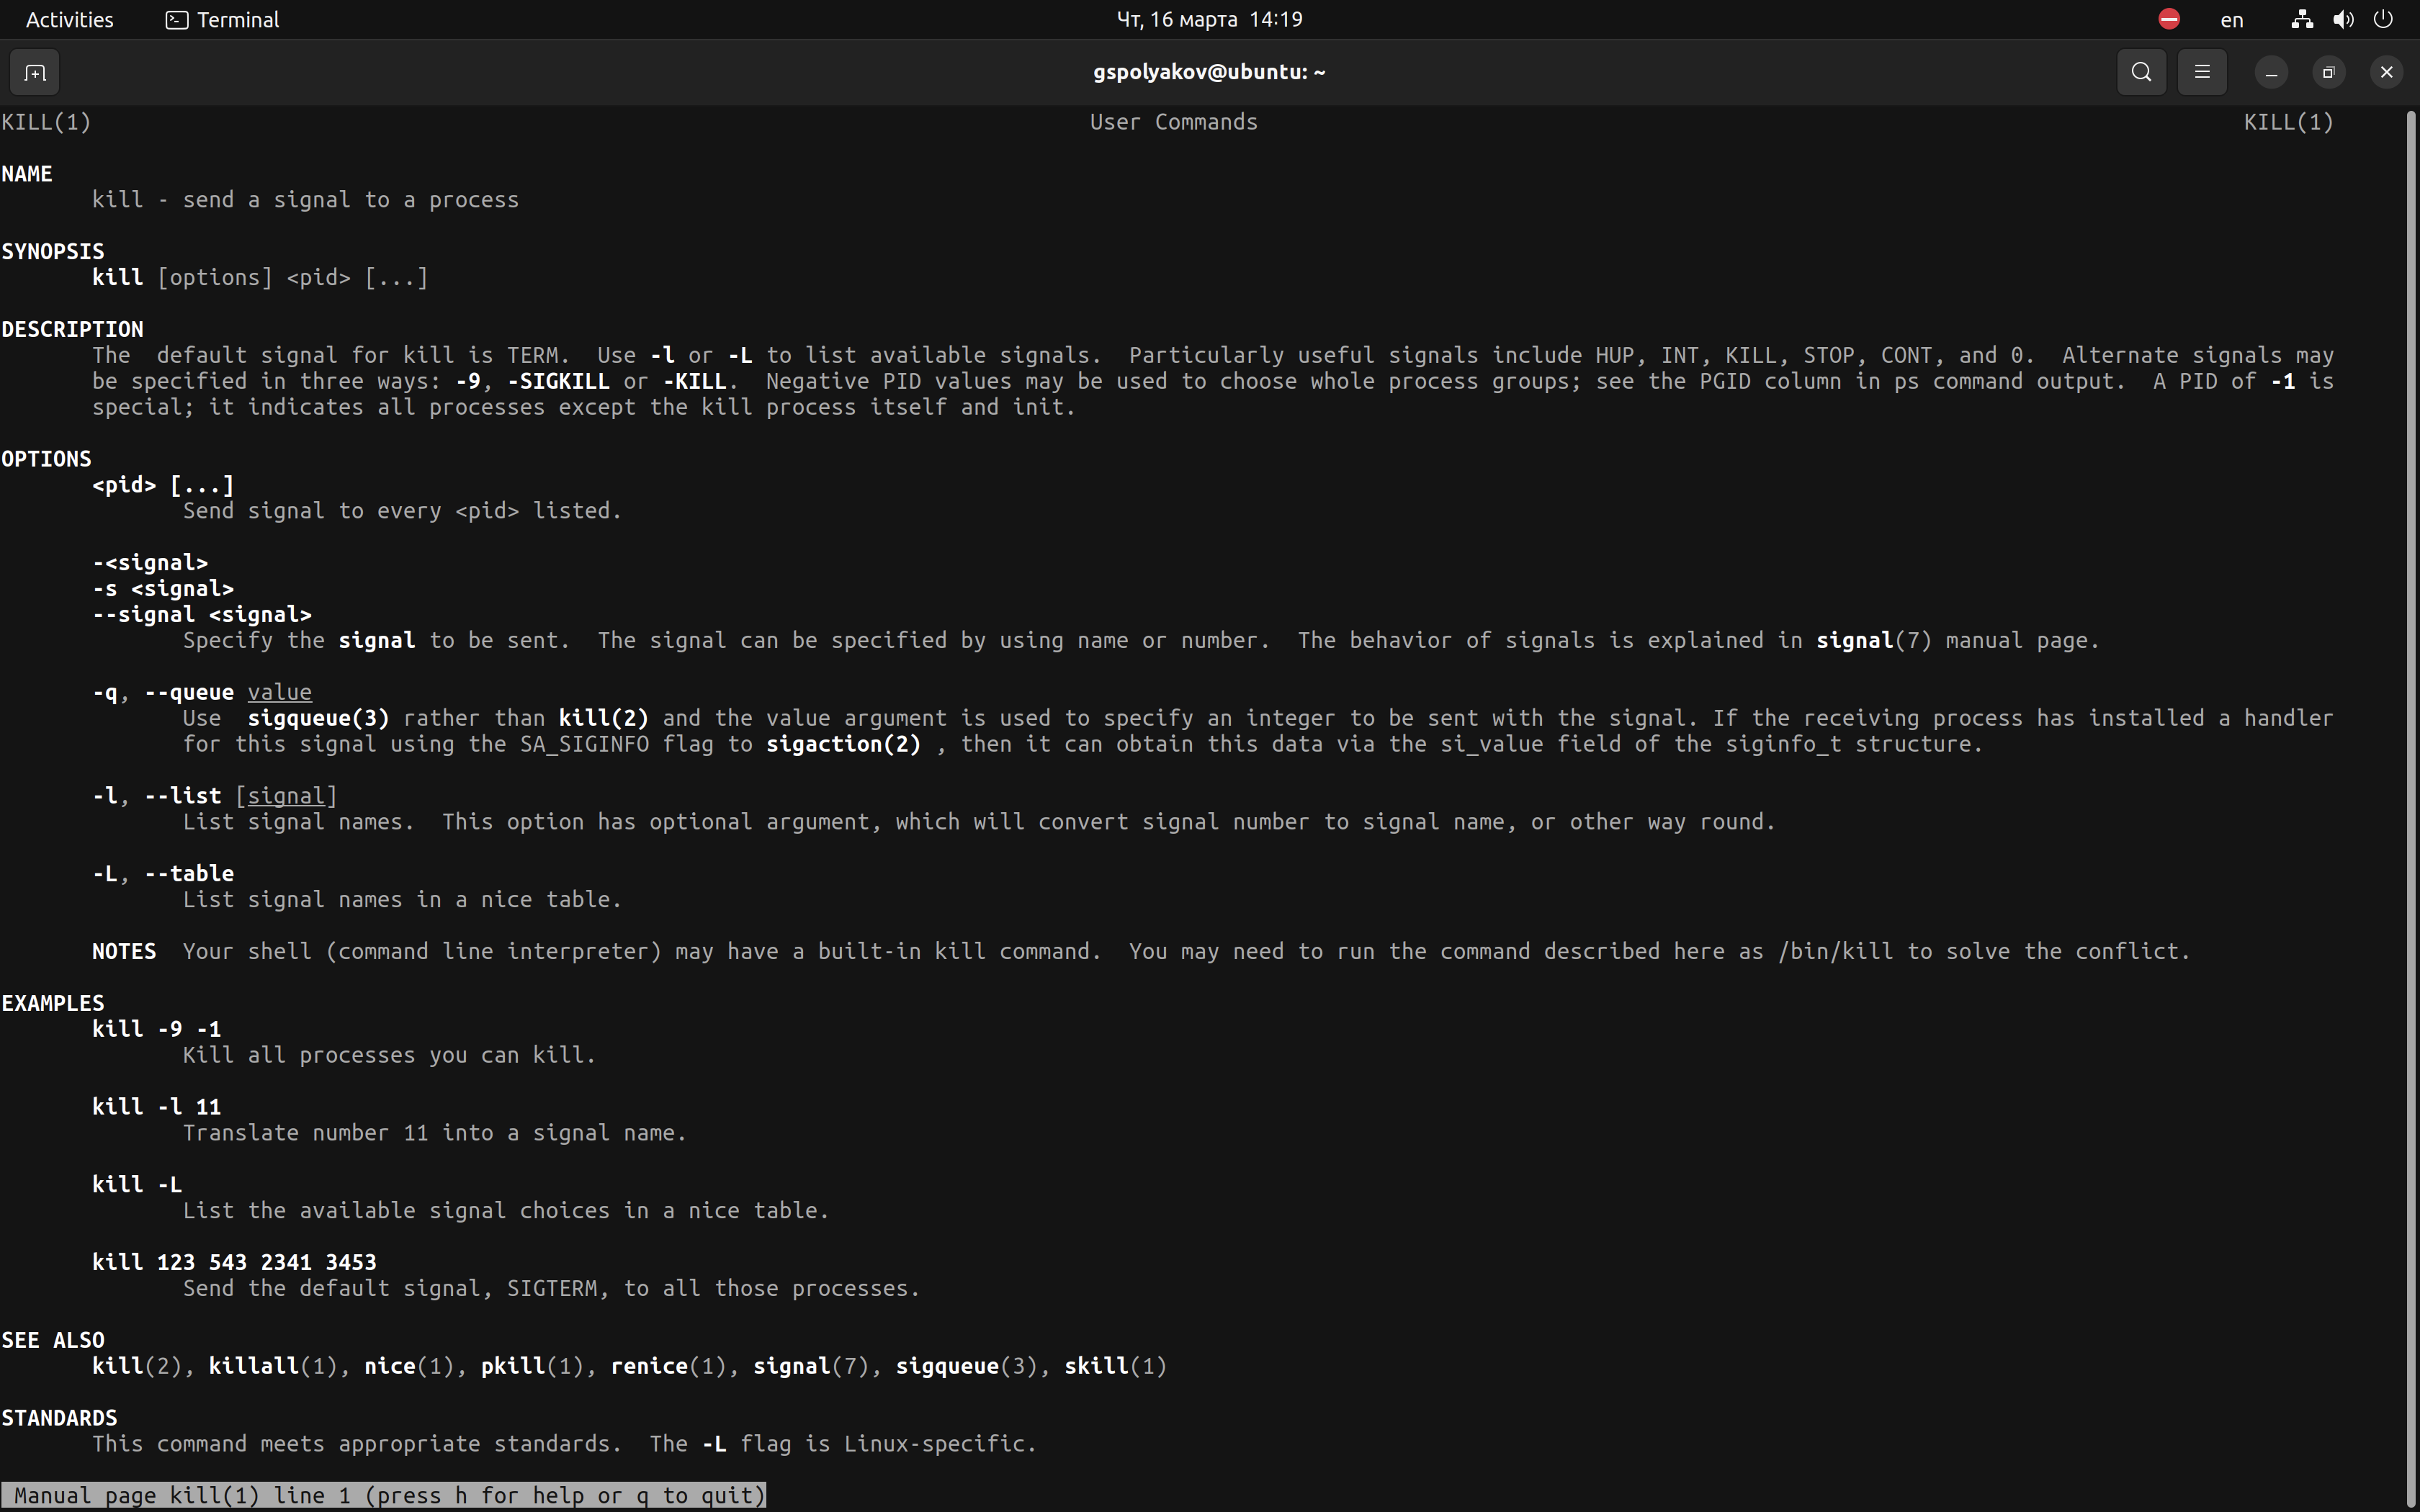 Activities Terminal Чт, 16 марта 14:19 en
gspolyakov@ubuntu: ~
KILL(1) User Commands KILL(1)
NAME
kill - send a signal to a process
SYNOPSIS
kill [options] <pid> [...]
DESCRIPTION
The  default signal for kill is TERM.  Use -l or -L to list available signals.  Particularly useful signals include HUP, INT, KILL, STOP, CONT, and 0.  Alternate signals may
be specified in three ways: -9, -SIGKILL or -KILL.  Negative PID values may be used to choose whole process groups; see the PGID column in ps command output.  A PID of -1 is
special; it indicates all processes except the kill process itself and init.
OPTIONS
<pid> [...]
Send signal to every <pid> listed.
-<signal>
-s <signal>
--signal <signal>
Specify the signal to be sent.  The signal can be specified by using name or number.  The behavior of signals is explained in signal(7) manual page.
-q, --queue value
Use  sigqueue(3) rather than kill(2) and the value argument is used to specify an integer to be sent with the signal. If the receiving process has installed a handler
for this signal using the SA_SIGINFO flag to sigaction(2) , then it can obtain this data via the si_value field of the siginfo_t structure.
-l, --list [signal]
List signal names.  This option has optional argument, which will convert signal number to signal name, or other way round.
-L, --table
List signal names in a nice table.
NOTES  Your shell (command line interpreter) may have a built-in kill command.  You may need to run the command described here as /bin/kill to solve the conflict.
EXAMPLES
kill -9 -1
Kill all processes you can kill.
kill -l 11
Translate number 11 into a signal name.
kill -L
List the available signal choices in a nice table.
kill 123 543 2341 3453
Send the default signal, SIGTERM, to all those processes.
SEE ALSO
kill(2), killall(1), nice(1), pkill(1), renice(1), signal(7), sigqueue(3), skill(1)
STANDARDS
This command meets appropriate standards.  The -L flag is Linux-specific.
Manual page kill(1) line 1 (press h for help or q to quit)